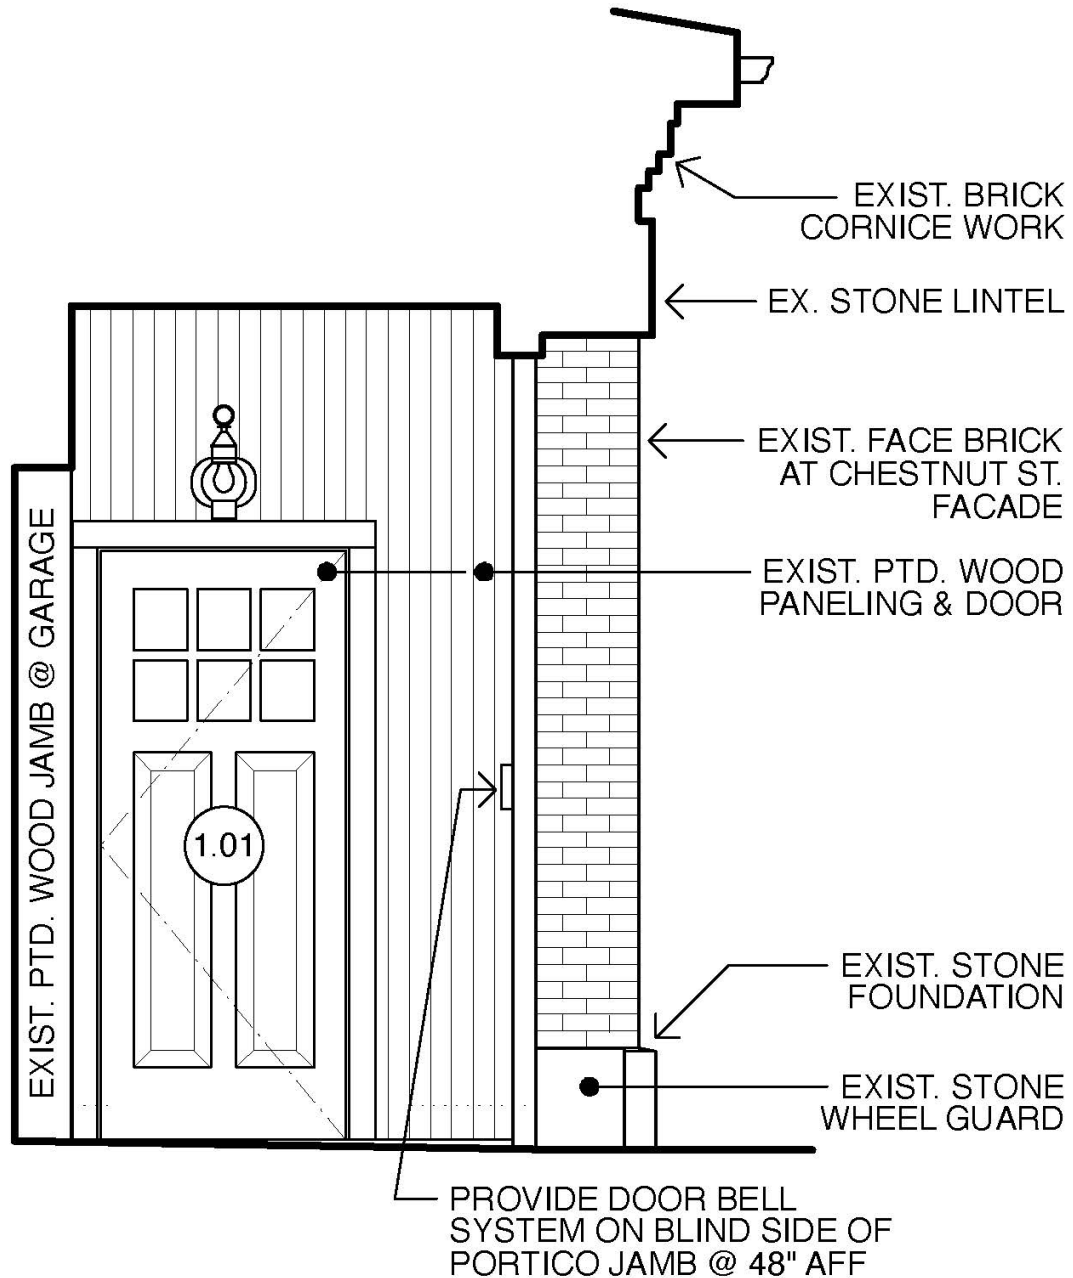 EXIST. BRICK
CORNICE WORK
EX. STONE LINTEL
EXIST. FACE BRICK
AT CHESTNUT ST.
FACADE
EXIST. PTD. WOOD
PANELING & DOOR
EXIST. PTD. WOOD JAMB @ GARAGE
1.01
EXIST. STONE
FOUNDATION
EXIST. STONE
WHEEL GUARD
PROVIDE DOOR BELL
SYSTEM ON BLIND SIDE OF
PORTICO JAMB @ 48" AFF